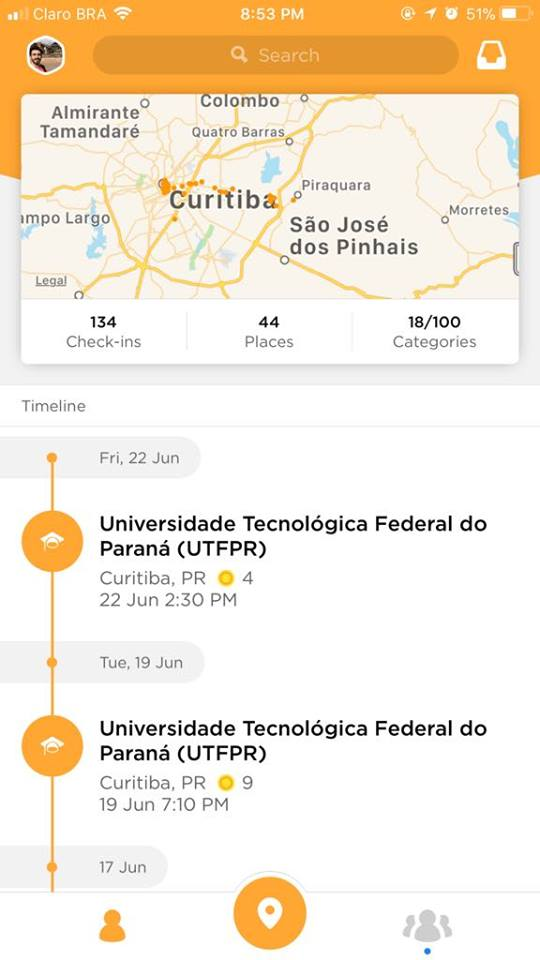 Claro BRA
8:53 PM
51%
Search
Colombo
Almirante
Tamandaré
Quatro Barras
Piraquara
Curitiba
Morretes
ampo Largo
São José
dos Pinhais
Legal
134
44
18/100
Check-ins
Places
Categories
Timeline
Fri, 22 Jun
Universidade Tecnológica Federal do
Paraná (UTFPR)
Curitiba, PR 4
22 Jun 2:30 PM
Tue, 19 Jun
Universidade Tecnológica Federal do
Paraná (UTFPR)
Curitiba, PR 9
19 Jun 7:10 PM
17 Jun